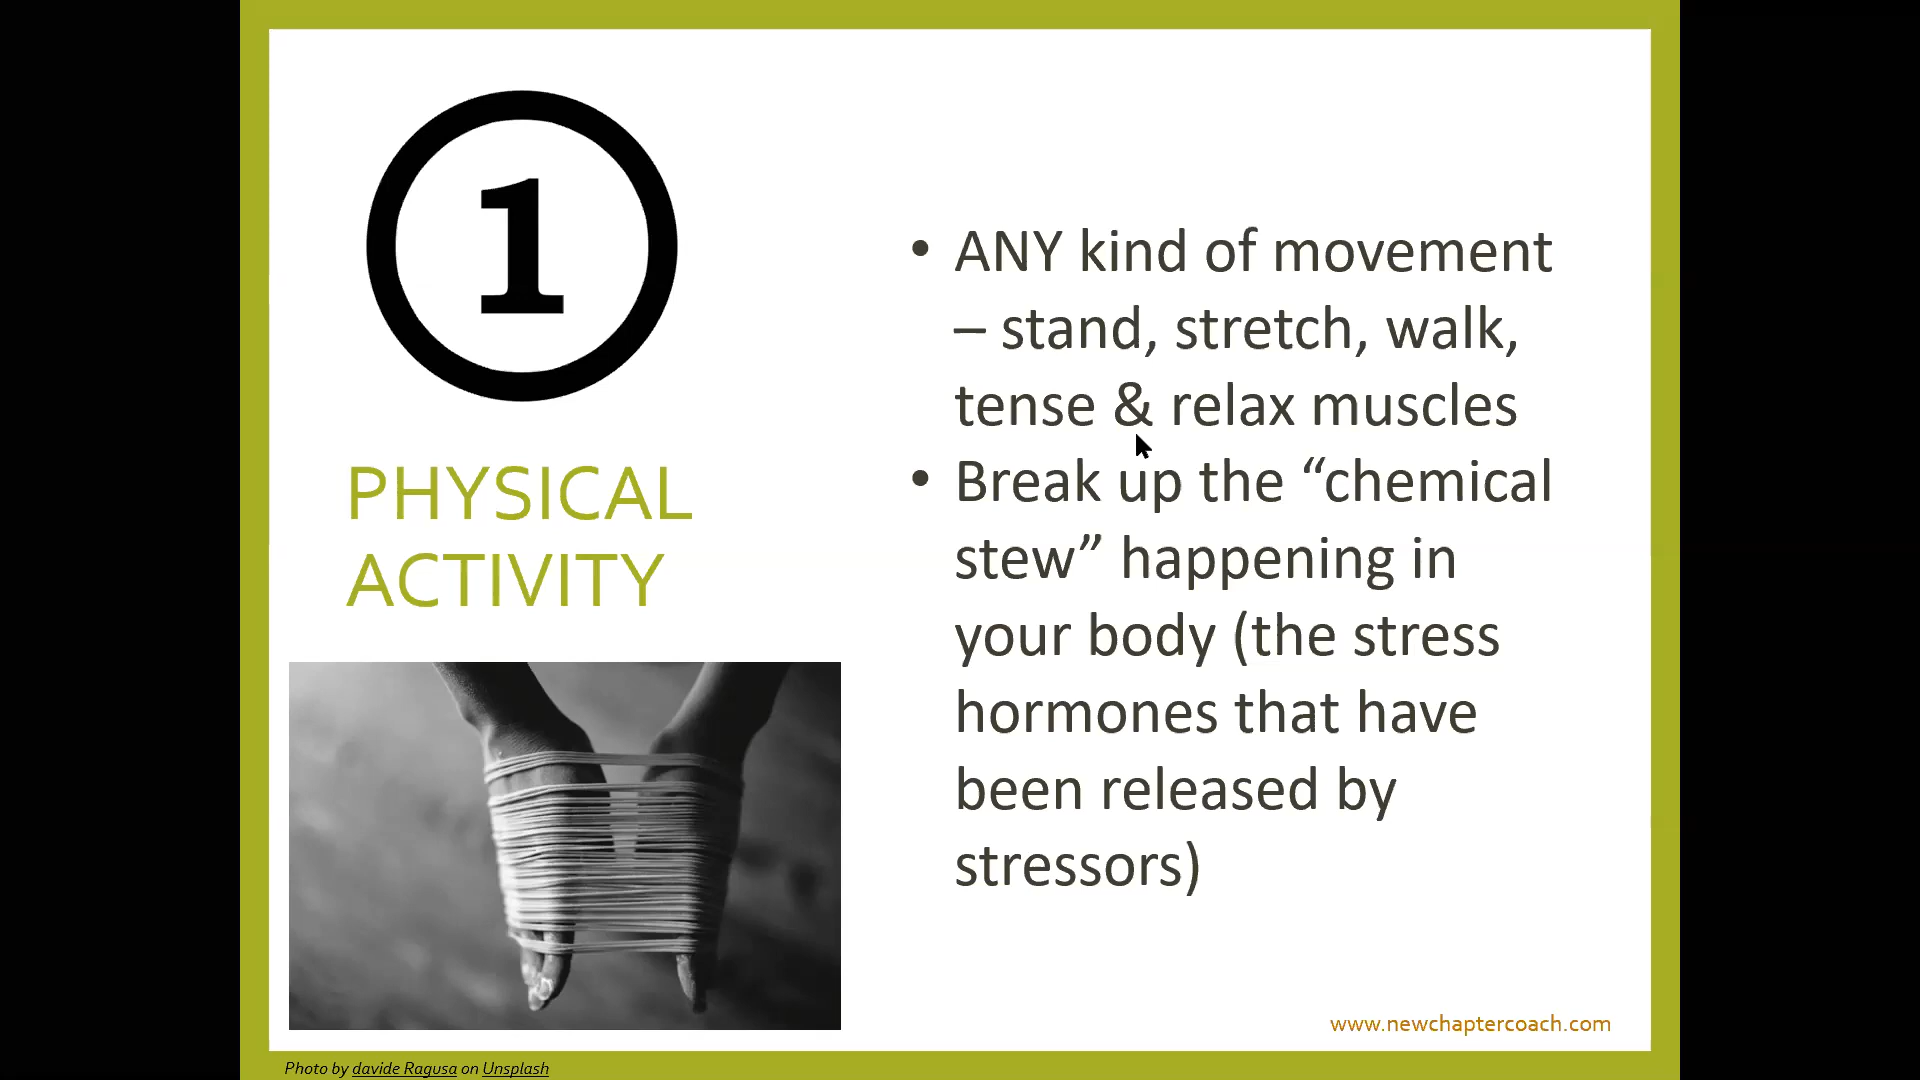 1
PHYSICAL
ACTIVITY
• ANY kind of movement
– stand, stretch, walk,
tense & relax muscles
• Break up the “chemical
stew” happening in
your body (the stress
hormones that have
been released by
stressors)
www.newchaptercoach.com
Photo by davide Ragusa on Unsplash